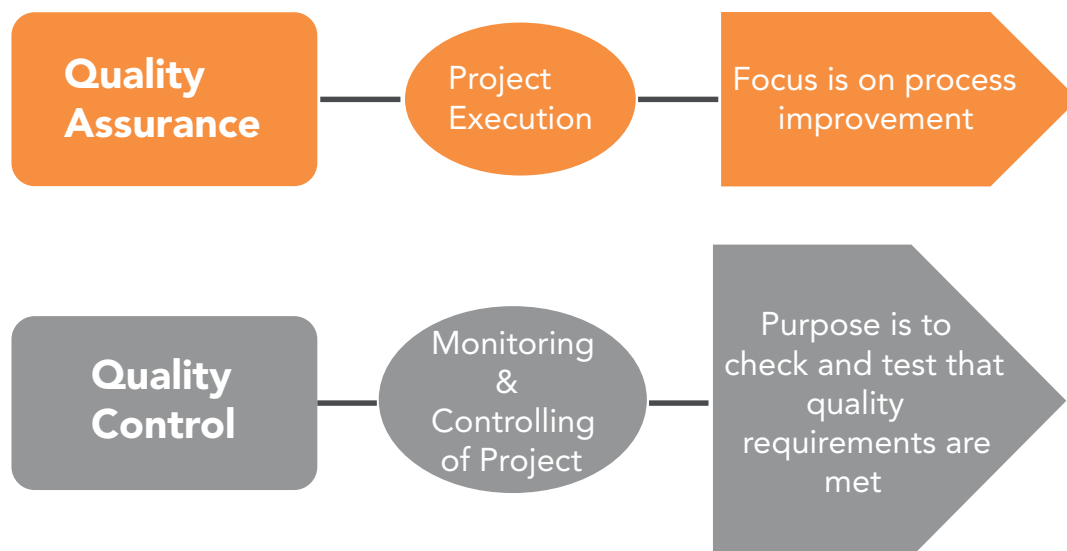 Quality
Assurance
Project
Execution
Focus is on process
improvement
Quality
Control
Monitoring
&
Controlling
of Project
Purpose is to
check and test that
quality
requirements are
met